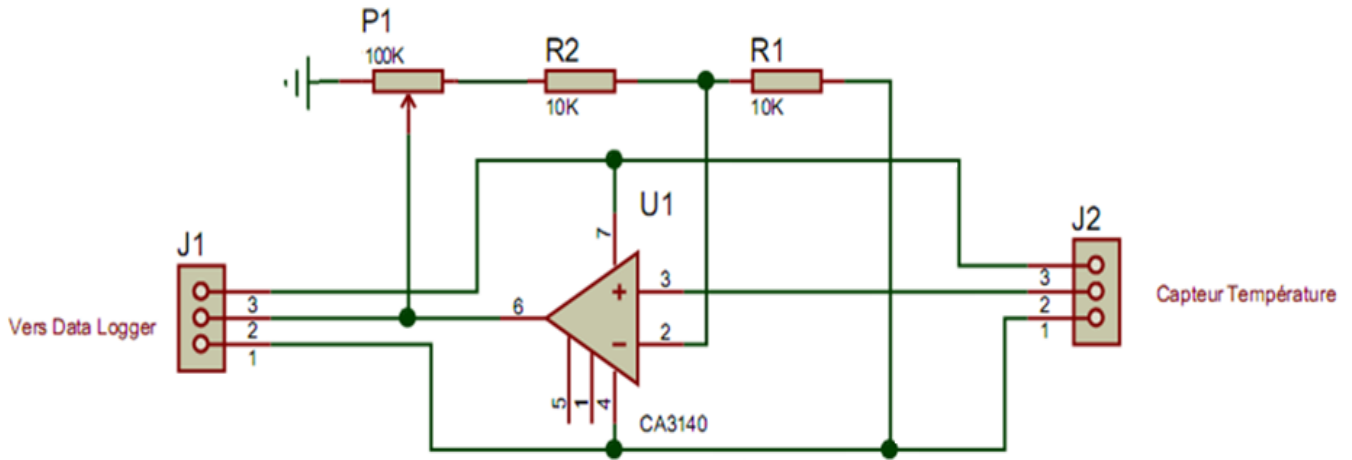 P1
100K
R2
10K
R1
10K
U1
7
J1
3
2
1
Vers Data Logger
6
+
3
−
2
5
1
4
CA3140
J2
3
2
1
Capteur Température